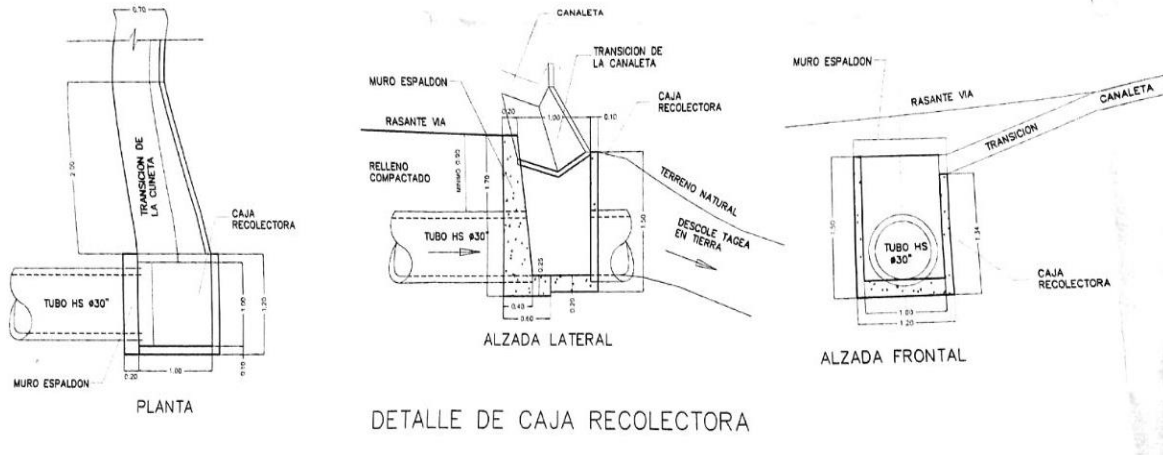 0.70
2.00
TRANSICION DE
LA CUNETA
CAJA
RECOLECTORA
TUBO HS ø30"
1.00
1.20
0.10
MURO ESPALDON
0.20
1.00
PLANTA
CANALETA
TRANSICION DE
LA CANALETA
MURO ESPALDON
CAJA
RECOLECTORA
0.20
1.00
0.10
RASANTE VIA
RELLENO
COMPACTADO
MINIMO 0.90
1.70
1.50
TERRENO NATURAL
TUBO HS ø30"
DESCOLE TAGEA
EN TIERRA
0.25
0.40
0.20
0.60
ALZADA LATERAL
MURO ESPALDON
RASANTE VIA
CANALETA
TRANSICION
1.34
TUBO HS
ø30"
CAJA
RECOLECTORA
1.00
1.20
ALZADA FRONTAL
DETALLE DE CAJA RECOLECTORA